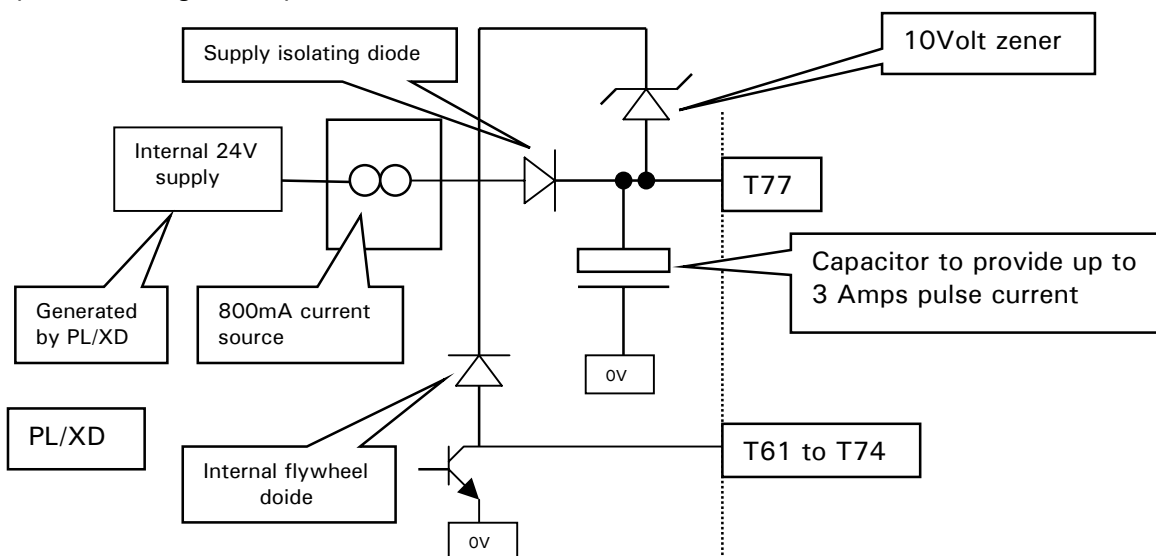 Supply isolating diode
10Volt zener
Internal 24V
supply
T77
Capacitor to provide up to
3 Amps pulse current
Generated
by PL/XD
800mA current
source
0V
PL/XD
Internal flywheel
doide
T61 to T74
0V